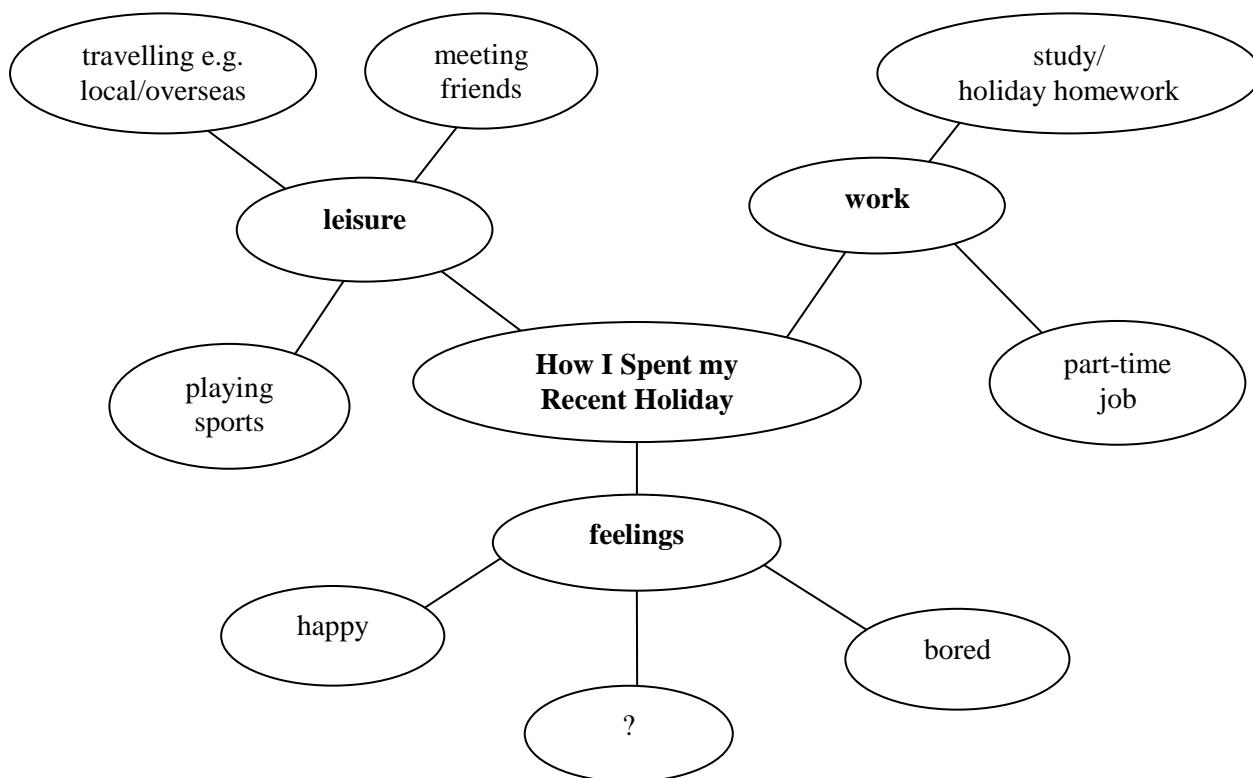 travelling e.g.
local/overseas
meeting
friends
study/
holiday homework
leisure
work
playing
sports
How I Spent my
Recent Holiday
part-time
job
feelings
happy
bored
?